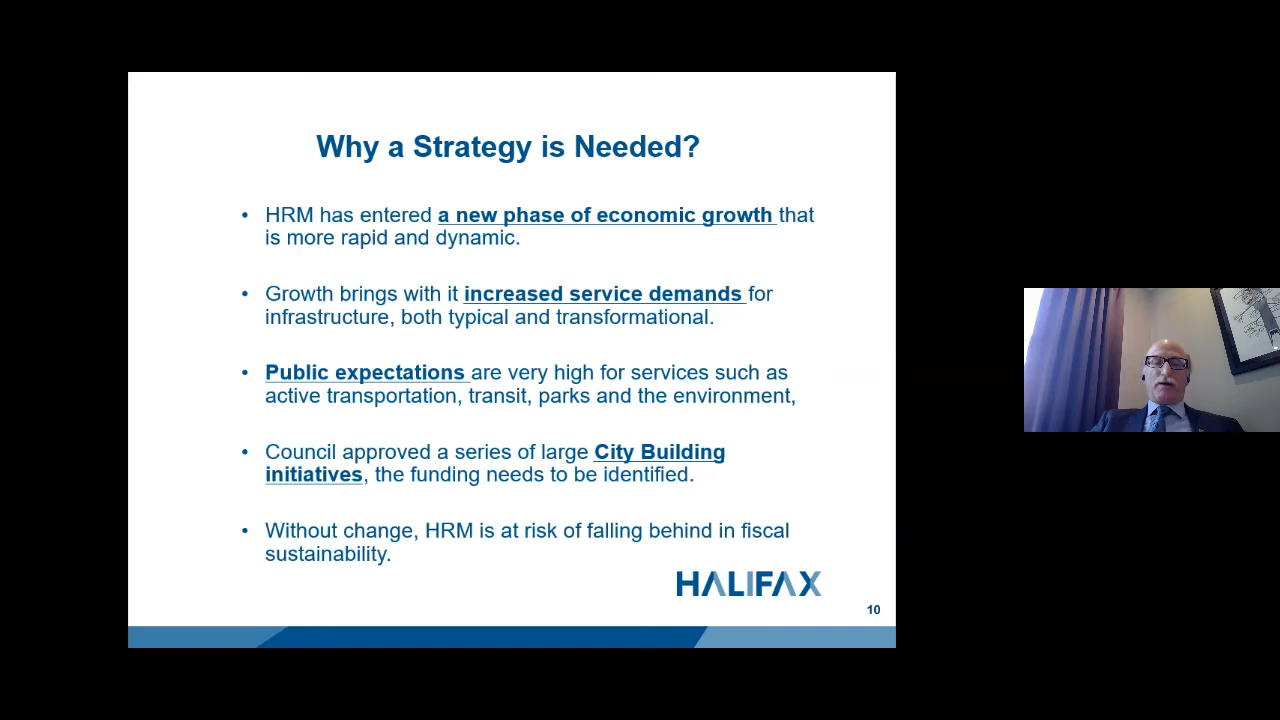 Why a Strategy is Needed?
• HRM has entered a new phase of economic growth that
is more rapid and dynamic.
• Growth brings with it increased service demands for
infrastructure, both typical and transformational.
• Public expectations are very high for services such as
active transportation, transit, parks and the environment,
• Council approved a series of large City Building
initiatives, the funding needs to be identified.
• Without change, HRM is at risk of falling behind in fiscal
sustainability.
HALIFAX
10